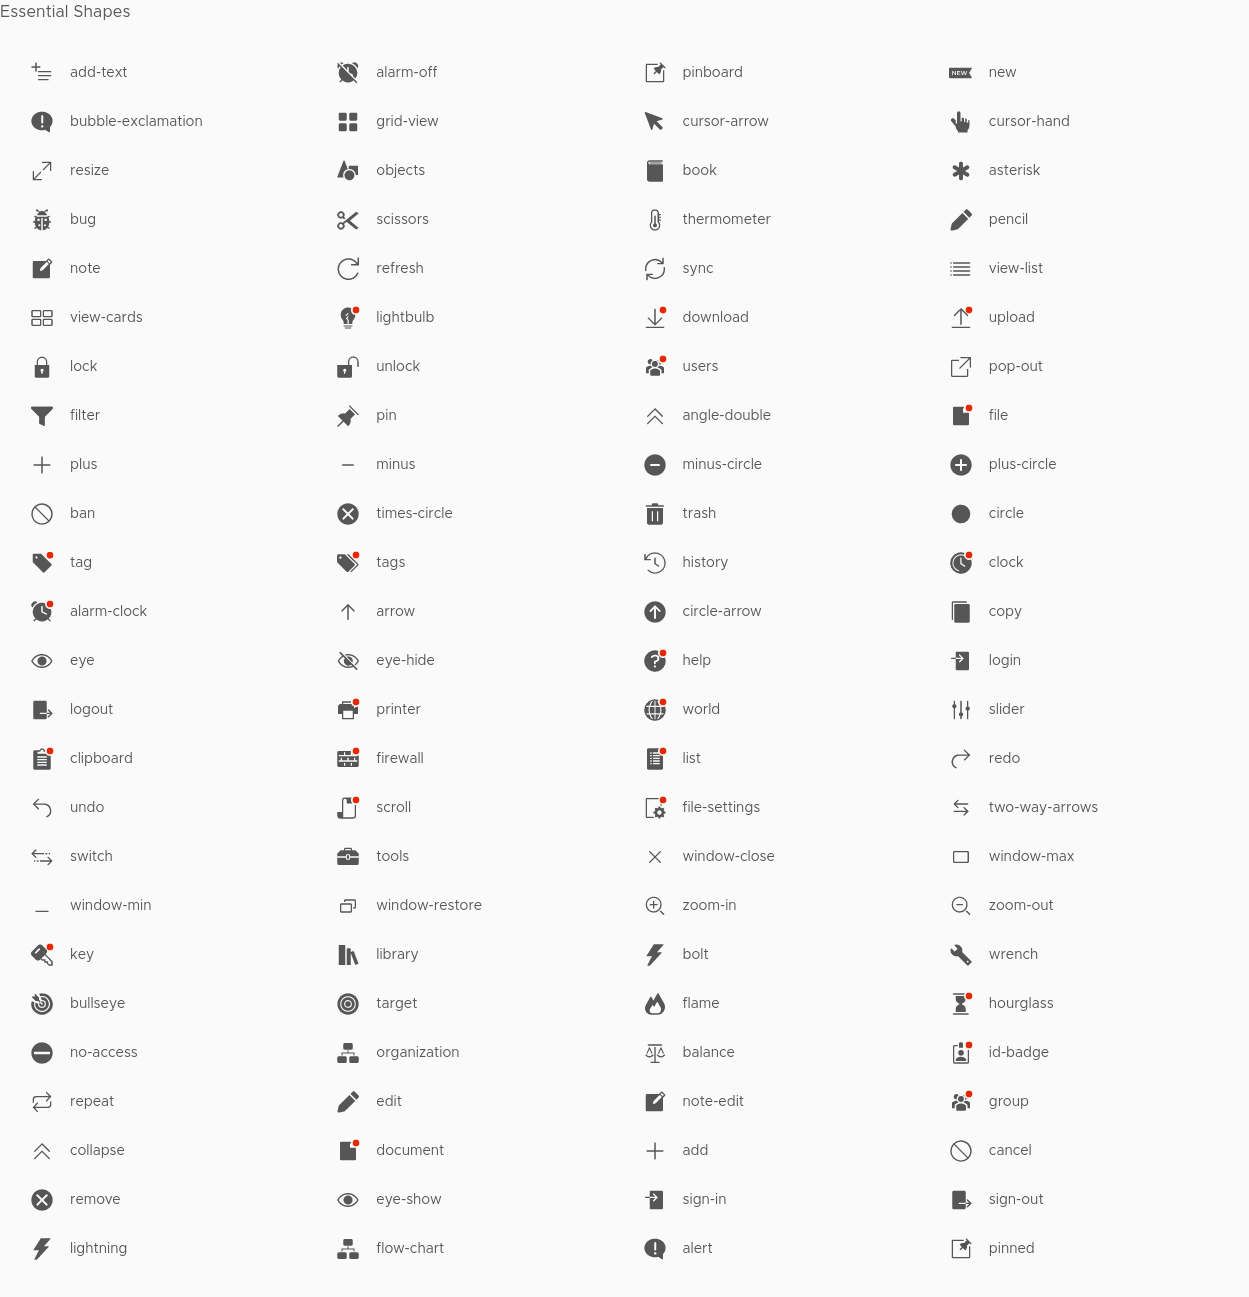 Essential Shapes
add-text alarm-off pinboard NEW new
bubble-exclamation grid-view cursor-arrow cursor-hand
resize objects book asterisk
bug scissors thermometer pencil
note refresh sync view-list
view-cards lightbulb download upload
lock unlock users pop-out
filter pin angle-double file
plus minus minus-circle plus-circle
ban times-circle trash circle
tag tags history clock
alarm-clock arrow circle-arrow copy
eye eye-hide help login
logout printer world slider
clipboard firewall list redo
undo scroll file-settings two-way-arrows
switch tools window-close window-max
window-min window-restore zoom-in zoom-out
key library bolt wrench
bullseye target flame hourglass
no-access organization balance id-badge
repeat edit note-edit group
collapse document add cancel
remove eye-show sign-in sign-out
lightning flow-chart alert pinned